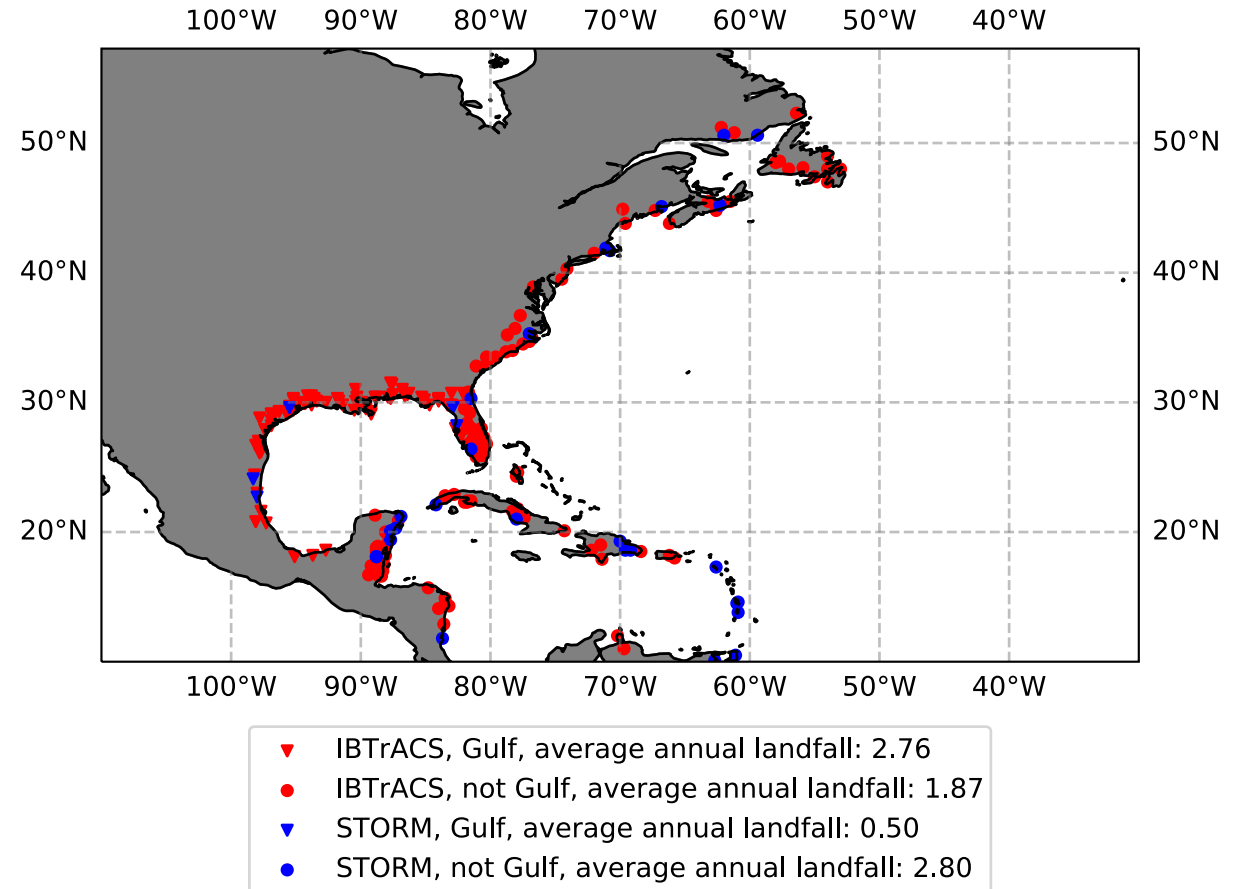 100°W 90°W 80°W 70°W 60°W 50°W 40°W
50°N 50°N
40°N 40°N
30°N 30°N
20°N 20°N
100°W 90°W 80°W 70°W 60°W 50°W 40°W
IBTrACS, Gulf, average annual landfall: 2.76
IBTrACS, not Gulf, average annual landfall: 1.87
STORM, Gulf, average annual landfall: 0.50
STORM, not Gulf, average annual landfall: 2.80